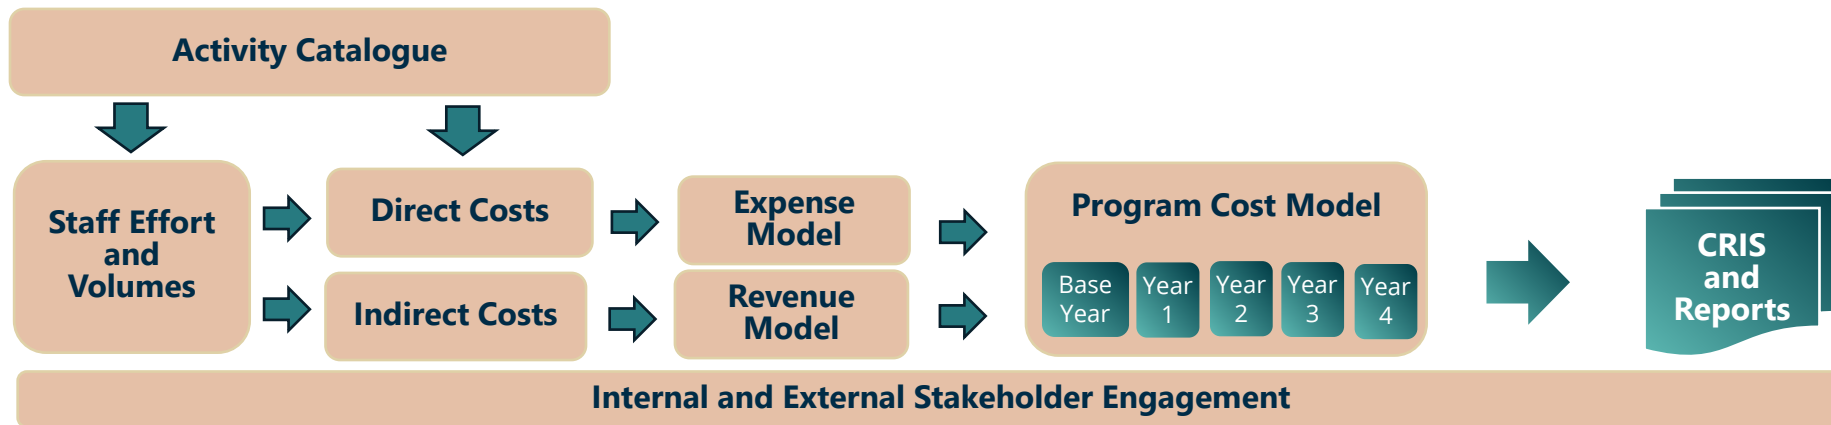 Activity Catalogue
Staff Effort
and
Volumes
Direct Costs
Indirect Costs
Expense
Model
Revenue
Model
Program Cost Model
Base
Year
Year
1
Year
2
Year
3
Year
4
CRIS
and
Reports
Internal and External Stakeholder Engagement